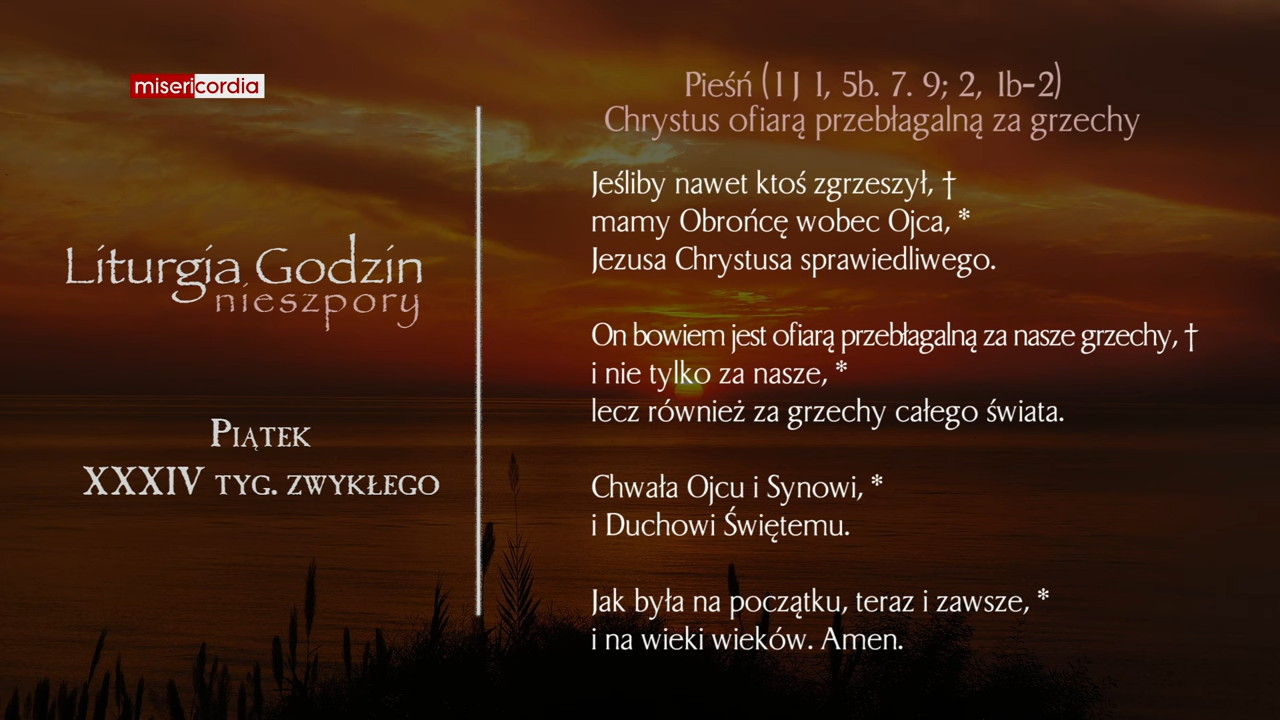 misericordia
Liturgia Godzin
nieszpory
Piątek
XXXIV tyg. zwykłego
Pieśń (1 J 1, 5b. 7. 9; 2, 1b-2)
Chrystus ofiarą przebłagalną za grzechy
Jeśliby nawet ktoś zgrzeszył, †
mamy Obrońcę wobec Ojca, *
Jezusa Chrystusa sprawiedliwego.
On bowiem jest ofiarą przebłagalną za nasze grzechy, †
i nie tylko za nasze, *
lecz również za grzechy całego świata.
Chwała Ojcu i Synowi, *
i Duchowi Świętemu.
Jak była na początku, teraz i zawsze, *
i na wieki wieków. Amen.